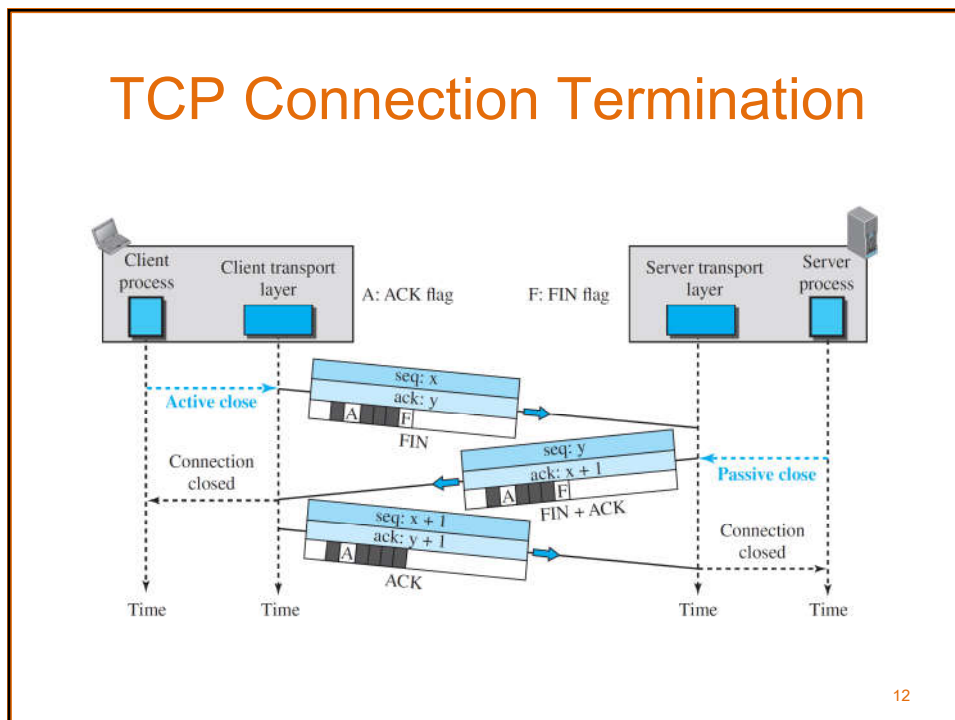 TCP Connection Termination
Client
process
Client transport
layer
A: ACK flag
F: FIN flag
Server transport
layer
Server
process
Active close
seq: x
ack: y
A
F
FIN
Connection
closed
seq: y
ack: x + 1
A
F
FIN + ACK
Passive close
seq: x + 1
ack: y + 1
A
ACK
Connection
closed
Time
Time
Time
Time
12